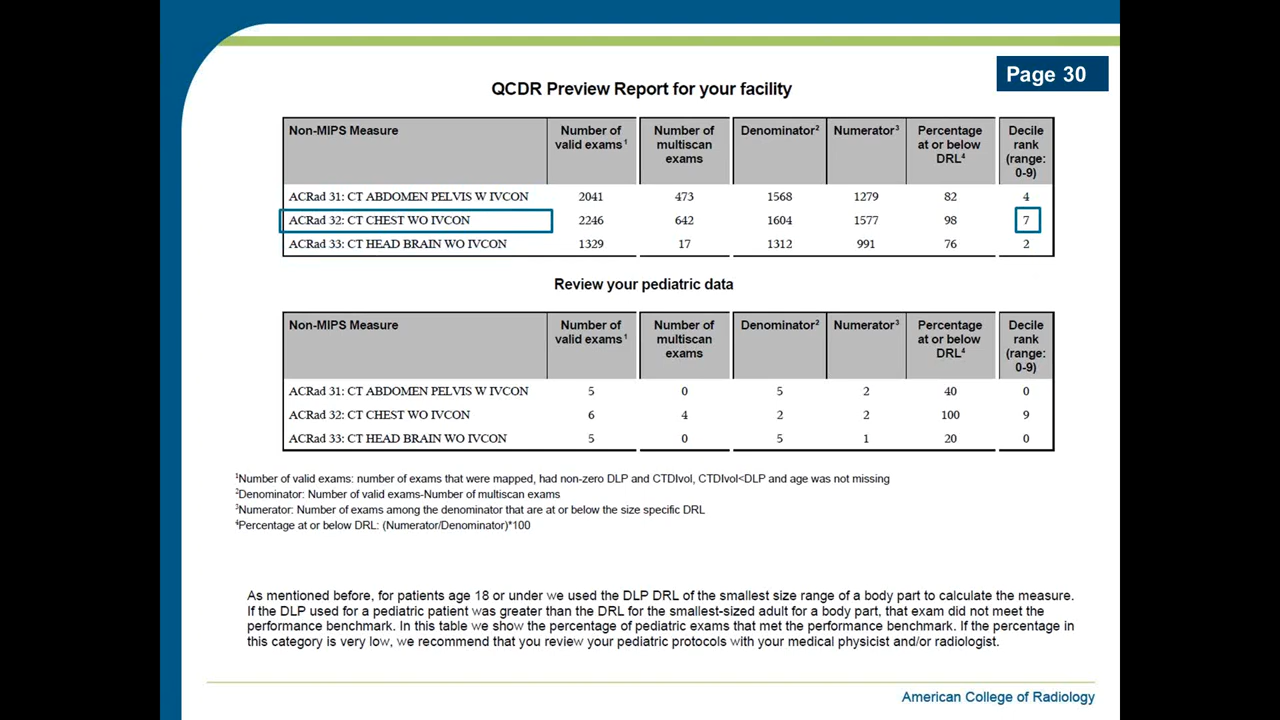 Page 30
QCDR Preview Report for your facility
Non-MIPS Measure Number of valid exams¹ Number of multiscan exams Denominator² Numerator³ Percentage at or below DRL⁴ Decile rank (range: 0-9)
ACRad 31: CT ABDOMEN PELVIS W IVCON 2041 473 1568 1279 82 4
ACRad 32: CT CHEST WO IVCON 2246 642 1604 1577 98 7
ACRad 33: CT HEAD BRAIN WO IVCON 1329 17 1312 991 76 2
Review your pediatric data
Non-MIPS Measure Number of valid exams¹ Number of multiscan exams Denominator² Numerator³ Percentage at or below DRL⁴ Decile rank (range: 0-9)
ACRad 31: CT ABDOMEN PELVIS W IVCON 5 0 5 2 40 0
ACRad 32: CT CHEST WO IVCON 6 4 2 2 100 9
ACRad 33: CT HEAD BRAIN WO IVCON 5 0 5 1 20 0
¹Number of valid exams: number of exams that were mapped, had non-zero DLP and CTDIvol, CTDIvol<DLP and age was not missing
²Denominator: Number of valid exams-Number of multiscan exams
³Numerator: Number of exams among the denominator that are at or below the size specific DRL
⁴Percentage at or below DRL: (Numerator/Denominator)*100
As mentioned before, for patients age 18 or under we used the DLP DRL of the smallest size range of a body part to calculate the measure.
If the DLP used for a pediatric patient was greater than the DRL for the smallest-sized adult for a body part, that exam did not meet the
performance benchmark. In this table we show the percentage of pediatric exams that met the performance benchmark. If the percentage in
this category is very low, we recommend that you review your pediatric protocols with your medical physicist and/or radiologist.
American College of Radiology